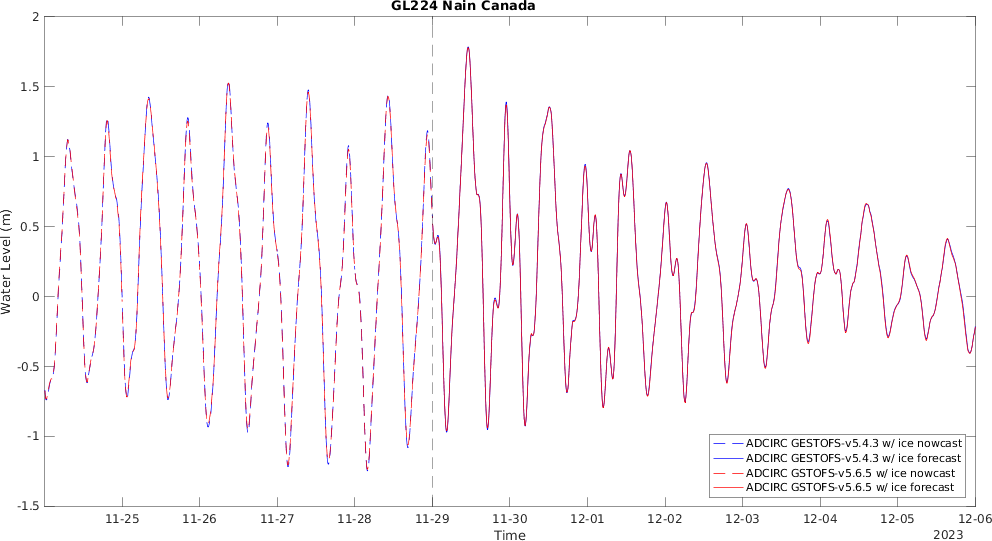 GL224 Nain Canada
2
1.5
1
0.5
0
-0.5
-1
-1.5
Water Level (m)
ADCIRC GESTOFS-v5.4.3 w/ ice nowcast
ADCIRC GESTOFS-v5.4.3 w/ ice forecast
ADCIRC GSTOFS-v5.6.5 w/ ice nowcast
ADCIRC GSTOFS-v5.6.5 w/ ice forecast
11-25 11-26 11-27 11-28 11-29 11-30 12-01 12-02 12-03 12-04 12-05 12-06
Time
2023